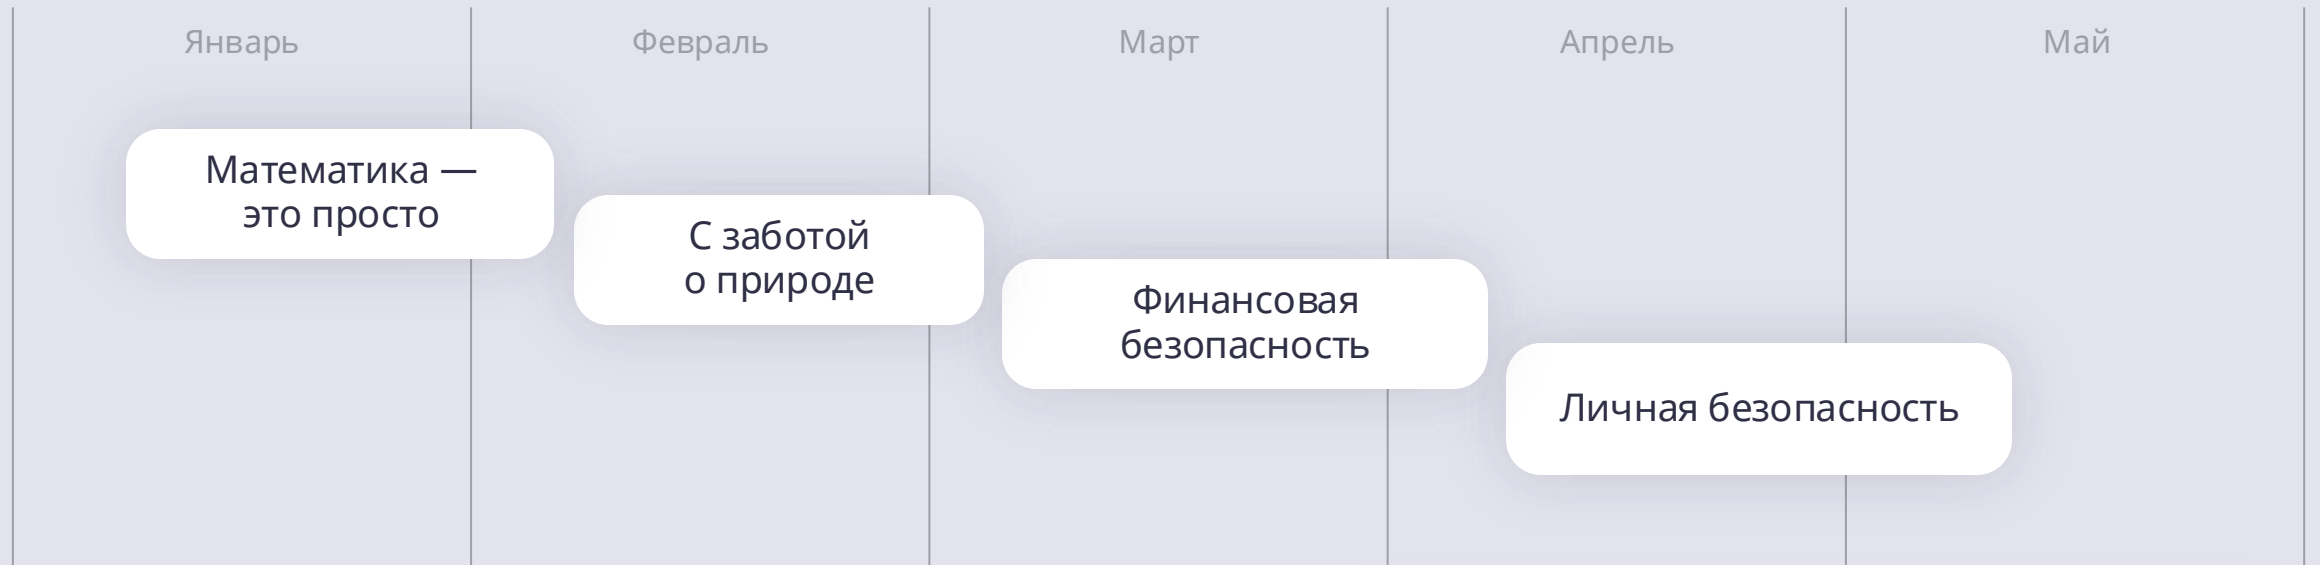 Январь
Февраль
Март
Апрель
Май
Математика —
это просто
С заботой
о природе
Финансовая
безопасность
Личная безопасность